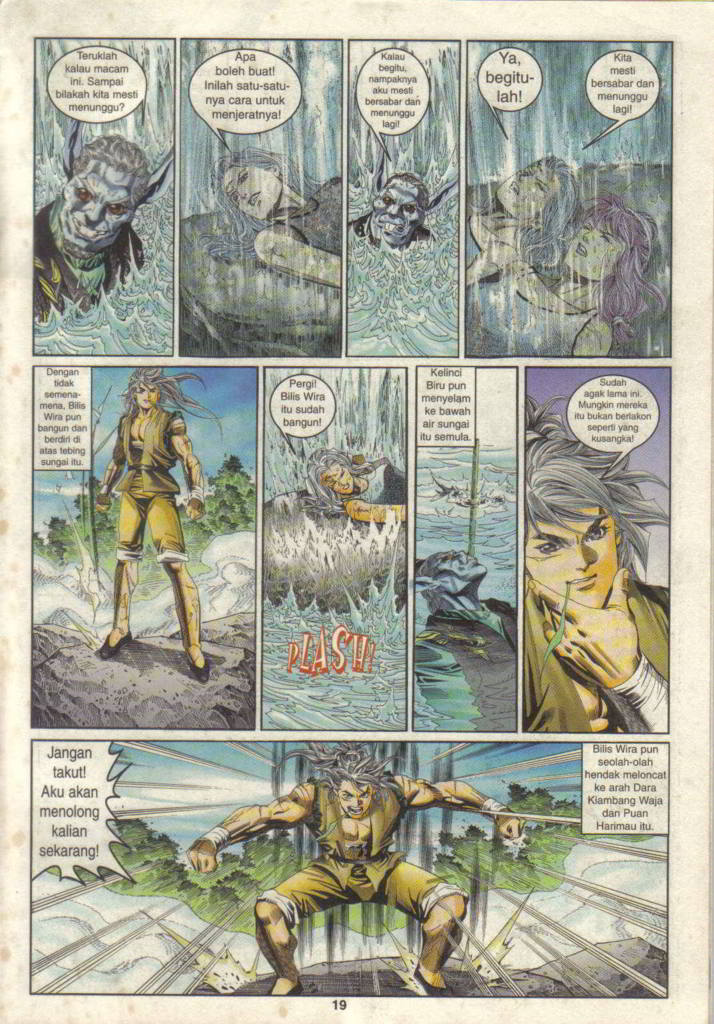 Teruklah
kalau macam
ini. Sampai
bilakah kita mesti
menunggu?
Apa
boleh buat!
Inilah satu-satu-
nya cara untuk
menjeratnya!
Kalau
begitu,
nampaknya
aku mesti
bersabar dan
menunggu
lagi!
Ya,
begitu-
lah!
Kita
mesti
bersabar dan
menunggu
lagi!
Dengan
tidak
semena-
mena, Bilis
Wira pun
bangun dan
berdiri di
atas tebing
sungai itu.
Pergi!
Bilis Wira
itu sudah
bangun!
PLASH!
Kelinci
Biru pun
menyelam
ke bawah
air sungai
itu semula.
Sudah
agak lama ini.
Mungkin mereka
itu bukan berlakon
seperti yang
kusangka!
Jangan
takut!
Aku akan
menolong
kalian
sekarang!
Bilis Wira pun
seolah-olah
hendak meloncat
ke arah Dara
Kiambang Waja
dan Puan
Harimau itu.
19